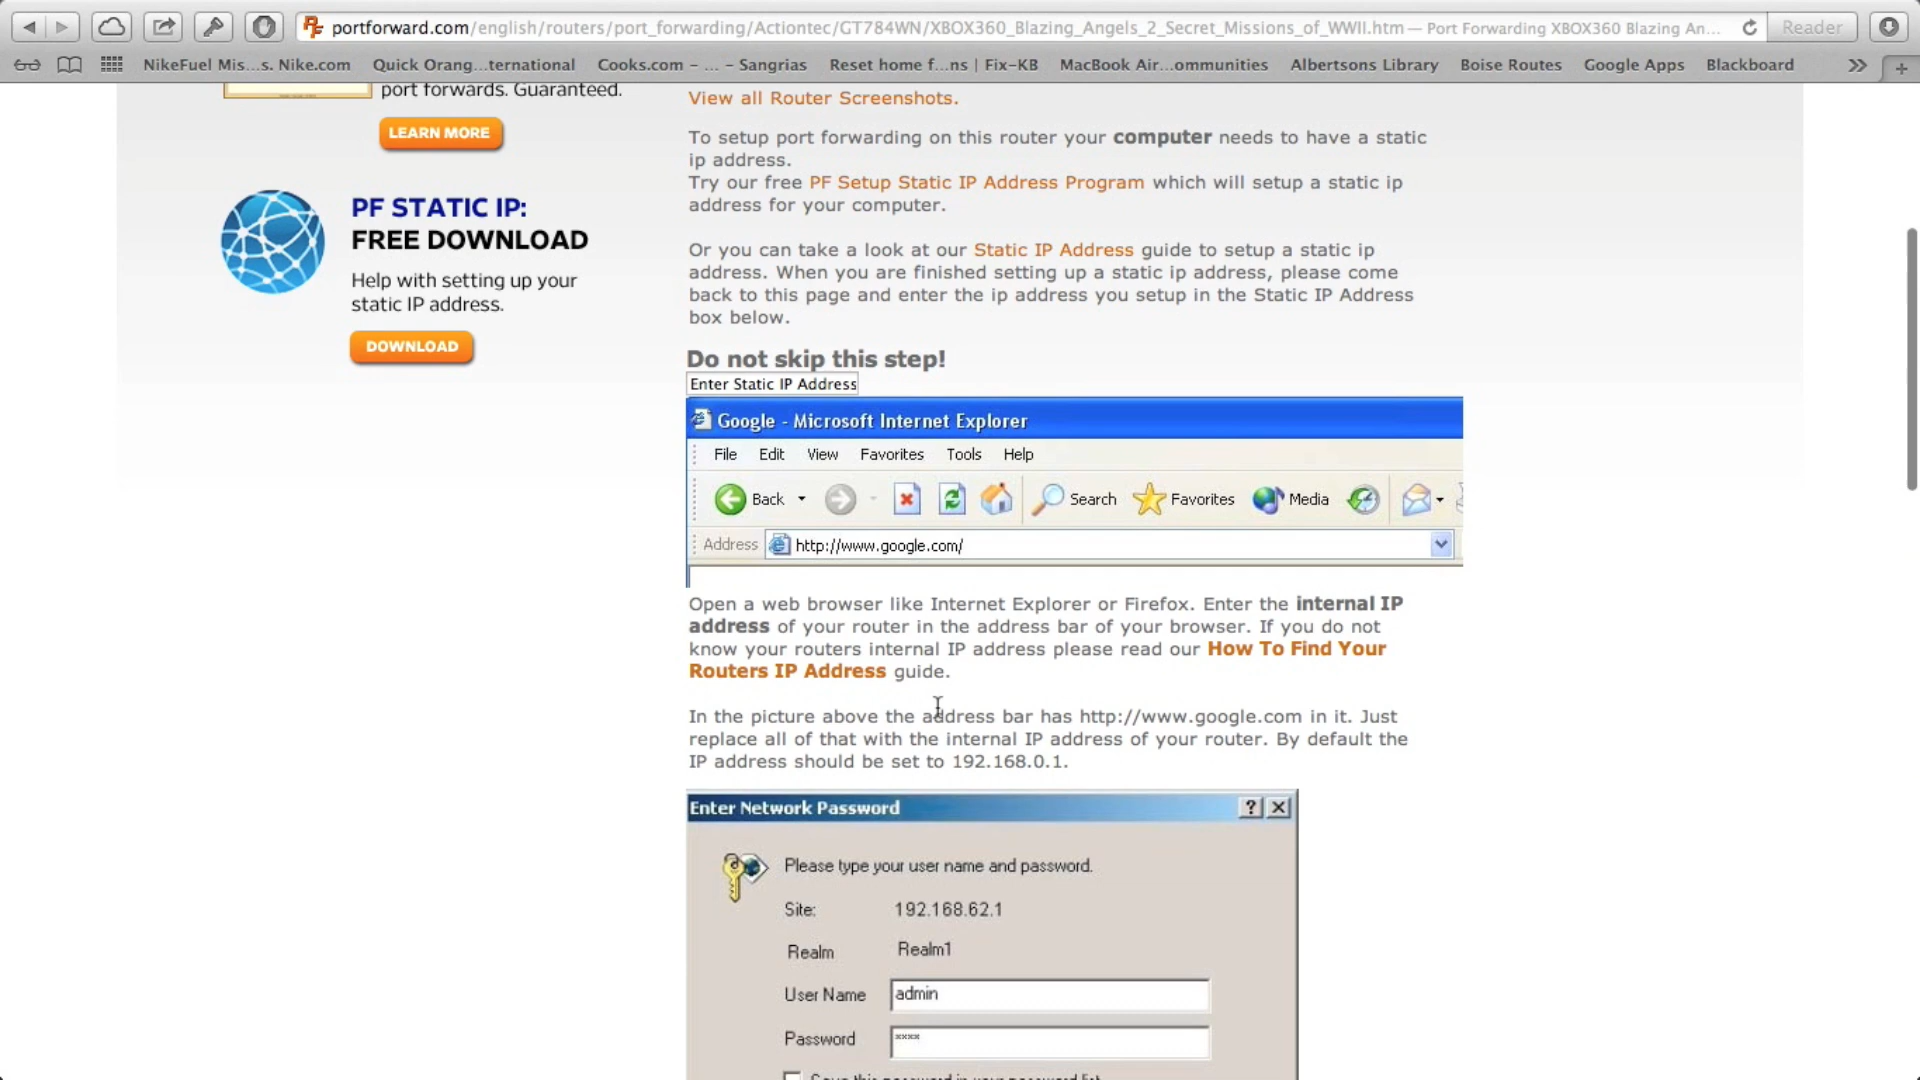 portforward.com/english/routers/port_forwarding/Actiontec/GT784WN/XBOX360_Blazing_Angels_2_Secret_Missions_of_WWII.htm — Port Forwarding XBOX360 Blazing An...
Reader
NikeFuel Mis...s. Nike.com Quick Orang...ternational Cooks.com - ... - Sangrias Reset home f...ns | Fix-KB MacBook Air...ommunities Albertsons Library Boise Routes Google Apps Blackboard
port forwards. Guaranteed.
LEARN MORE
PF STATIC IP:
FREE DOWNLOAD
Help with setting up your
static IP address.
DOWNLOAD
View all Router Screenshots.
To setup port forwarding on this router your computer needs to have a static
ip address.
Try our free PF Setup Static IP Address Program which will setup a static ip
address for your computer.
Or you can take a look at our Static IP Address guide to setup a static ip
address. When you are finished setting up a static ip address, please come
back to this page and enter the ip address you setup in the Static IP Address
box below.
Do not skip this step!
Enter Static IP Address
Google - Microsoft Internet Explorer
File Edit View Favorites Tools Help
Back Search Favorites Media
Address http://www.google.com/
Open a web browser like Internet Explorer or Firefox. Enter the internal IP
address of your router in the address bar of your browser. If you do not
know your routers internal IP address please read our How To Find Your
Routers IP Address guide.
In the picture above the address bar has http://www.google.com in it. Just
replace all of that with the internal IP address of your router. By default the
IP address should be set to 192.168.0.1.
Enter Network Password
Please type your user name and password.
Site: 192.168.62.1
Realm Realm1
User Name admin
Password ××××
Save this password in your password list